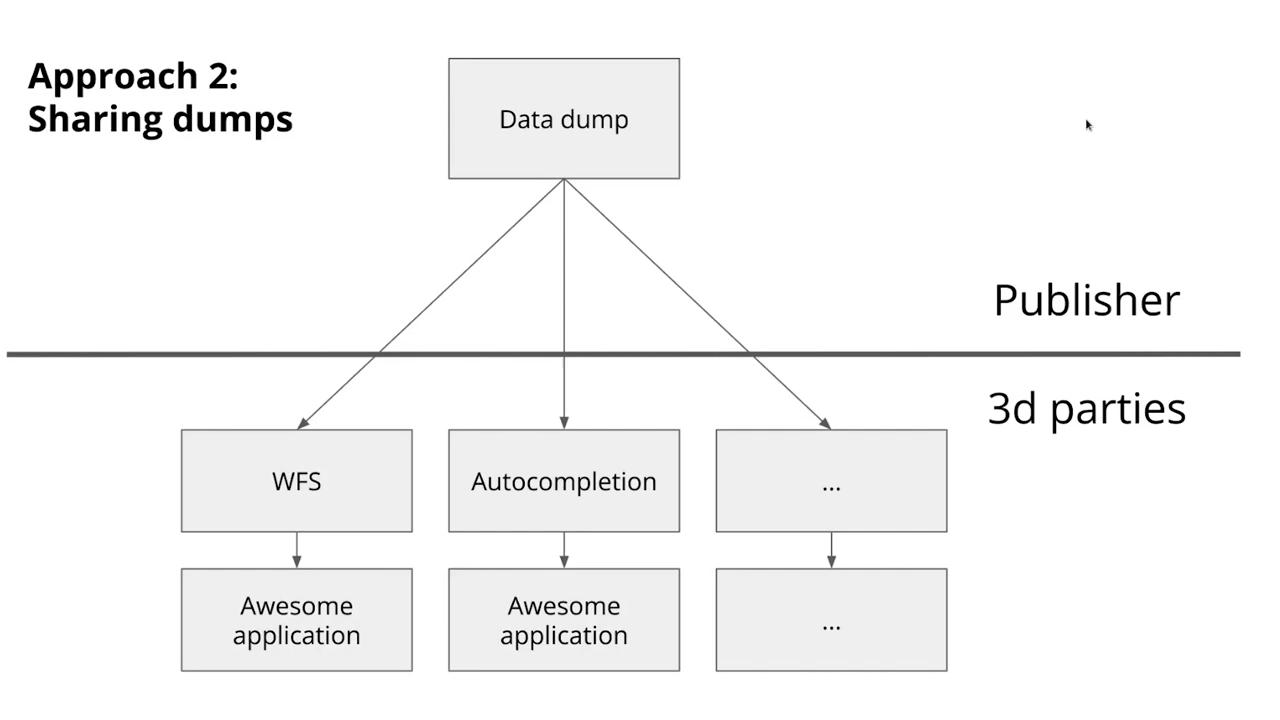 Approach 2:
Sharing dumps
Data dump
Publisher
3d parties
WFS
Autocompletion
...
Awesome
application
Awesome
application
...